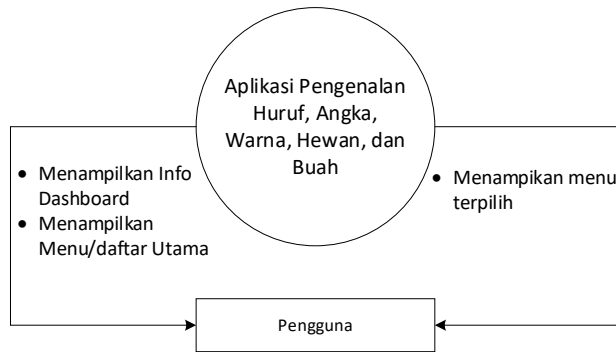 Aplikasi Pengenalan
Huruf, Angka,
Warna, Hewan, dan
Buah
• Menampilkan Info
Dashboard
• Menampilkan
Menu/daftar Utama
• Menampikan menu
terpilih
Pengguna